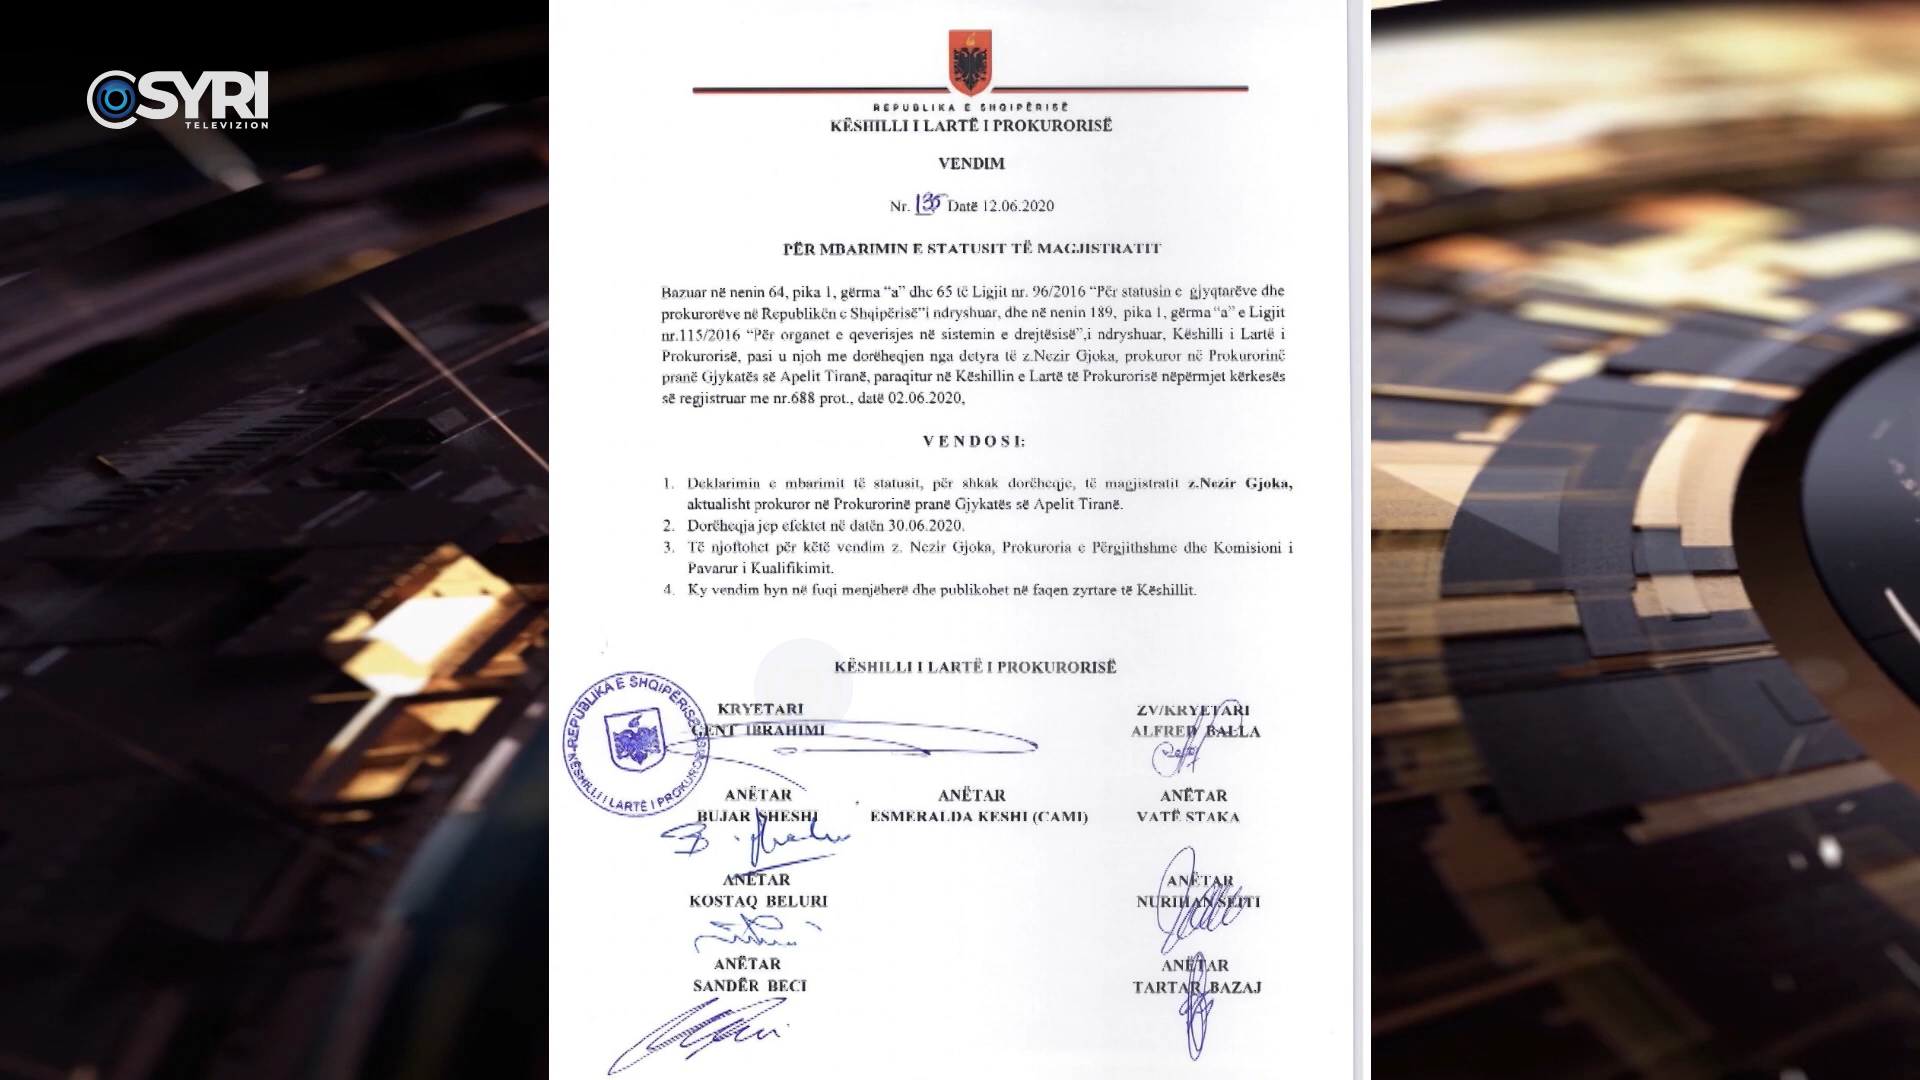 SYRI
TELEVIZION
REPUBLIKA E SHQIPËRISË
KËSHILLI I LARTË I PROKURORISË
VENDIM
Nr. 135 Datë 12.06.2020
PËR MBARIMIN E STATUSIT TË MAGJISTRATIT
Bazuar në nenin 64, pika 1, gërma “a” dhe 65 të Ligjit nr. 96/2016 “Për statusin e gjyqtarëve dhe
prokurorëve në Republikën e Shqipërisë”i ndryshuar, dhe në nenin 189, pika 1, gërma “a” e Ligjit
nr.115/2016 “Për organet e qeverisjes në sistemin e drejtësisë”,i ndryshuar, Këshilli i Lartë i
Prokurorisë, pasi u njoh me dorëheqjen nga detyra të z.Nezir Gjoka, prokuror në Prokurorinë
pranë Gjykatës së Apelit Tiranë, paraqitur në Këshillin e Lartë të Prokurorisë nëpërmjet kërkesës
së regjistruar me nr.688 prot., datë 02.06.2020,
V E N D O S I:
1. Deklarimin e mbarimit të statusit, për shkak dorëheqje, të magjistratit z.Nezir Gjoka,
aktualisht prokuror në Prokurorinë pranë Gjykatës së Apelit Tiranë.
2. Dorëheqja jep efektet në datën 30.06.2020.
3. Të njoftohet për këtë vendim z. Nezir Gjoka, Prokuroria e Përgjithshme dhe Komisioni i
Pavarur i Kualifikimit.
4. Ky vendim hyn në fuqi menjëherë dhe publikohet në faqen zyrtare të Këshillit.
KËSHILLI I LARTË I PROKURORISË
REPUBLIKA E SHQIPËRISË
KËSHILLI I LARTË I PROKURORISË
KRYETARI ZV/KRYETARI
GENT IBRAHIMI ALFRED BALLA
ANËTAR ANËTAR ANËTAR
BUJAR SHESHI ESMERALDA KESHI (CAMI) VATË STAKA
ANËTAR ANËTAR
KOSTAQ BELURI NURIHAN SEITI
ANËTAR ANËTAR
SANDËR BECI TARTAR BAZAJ